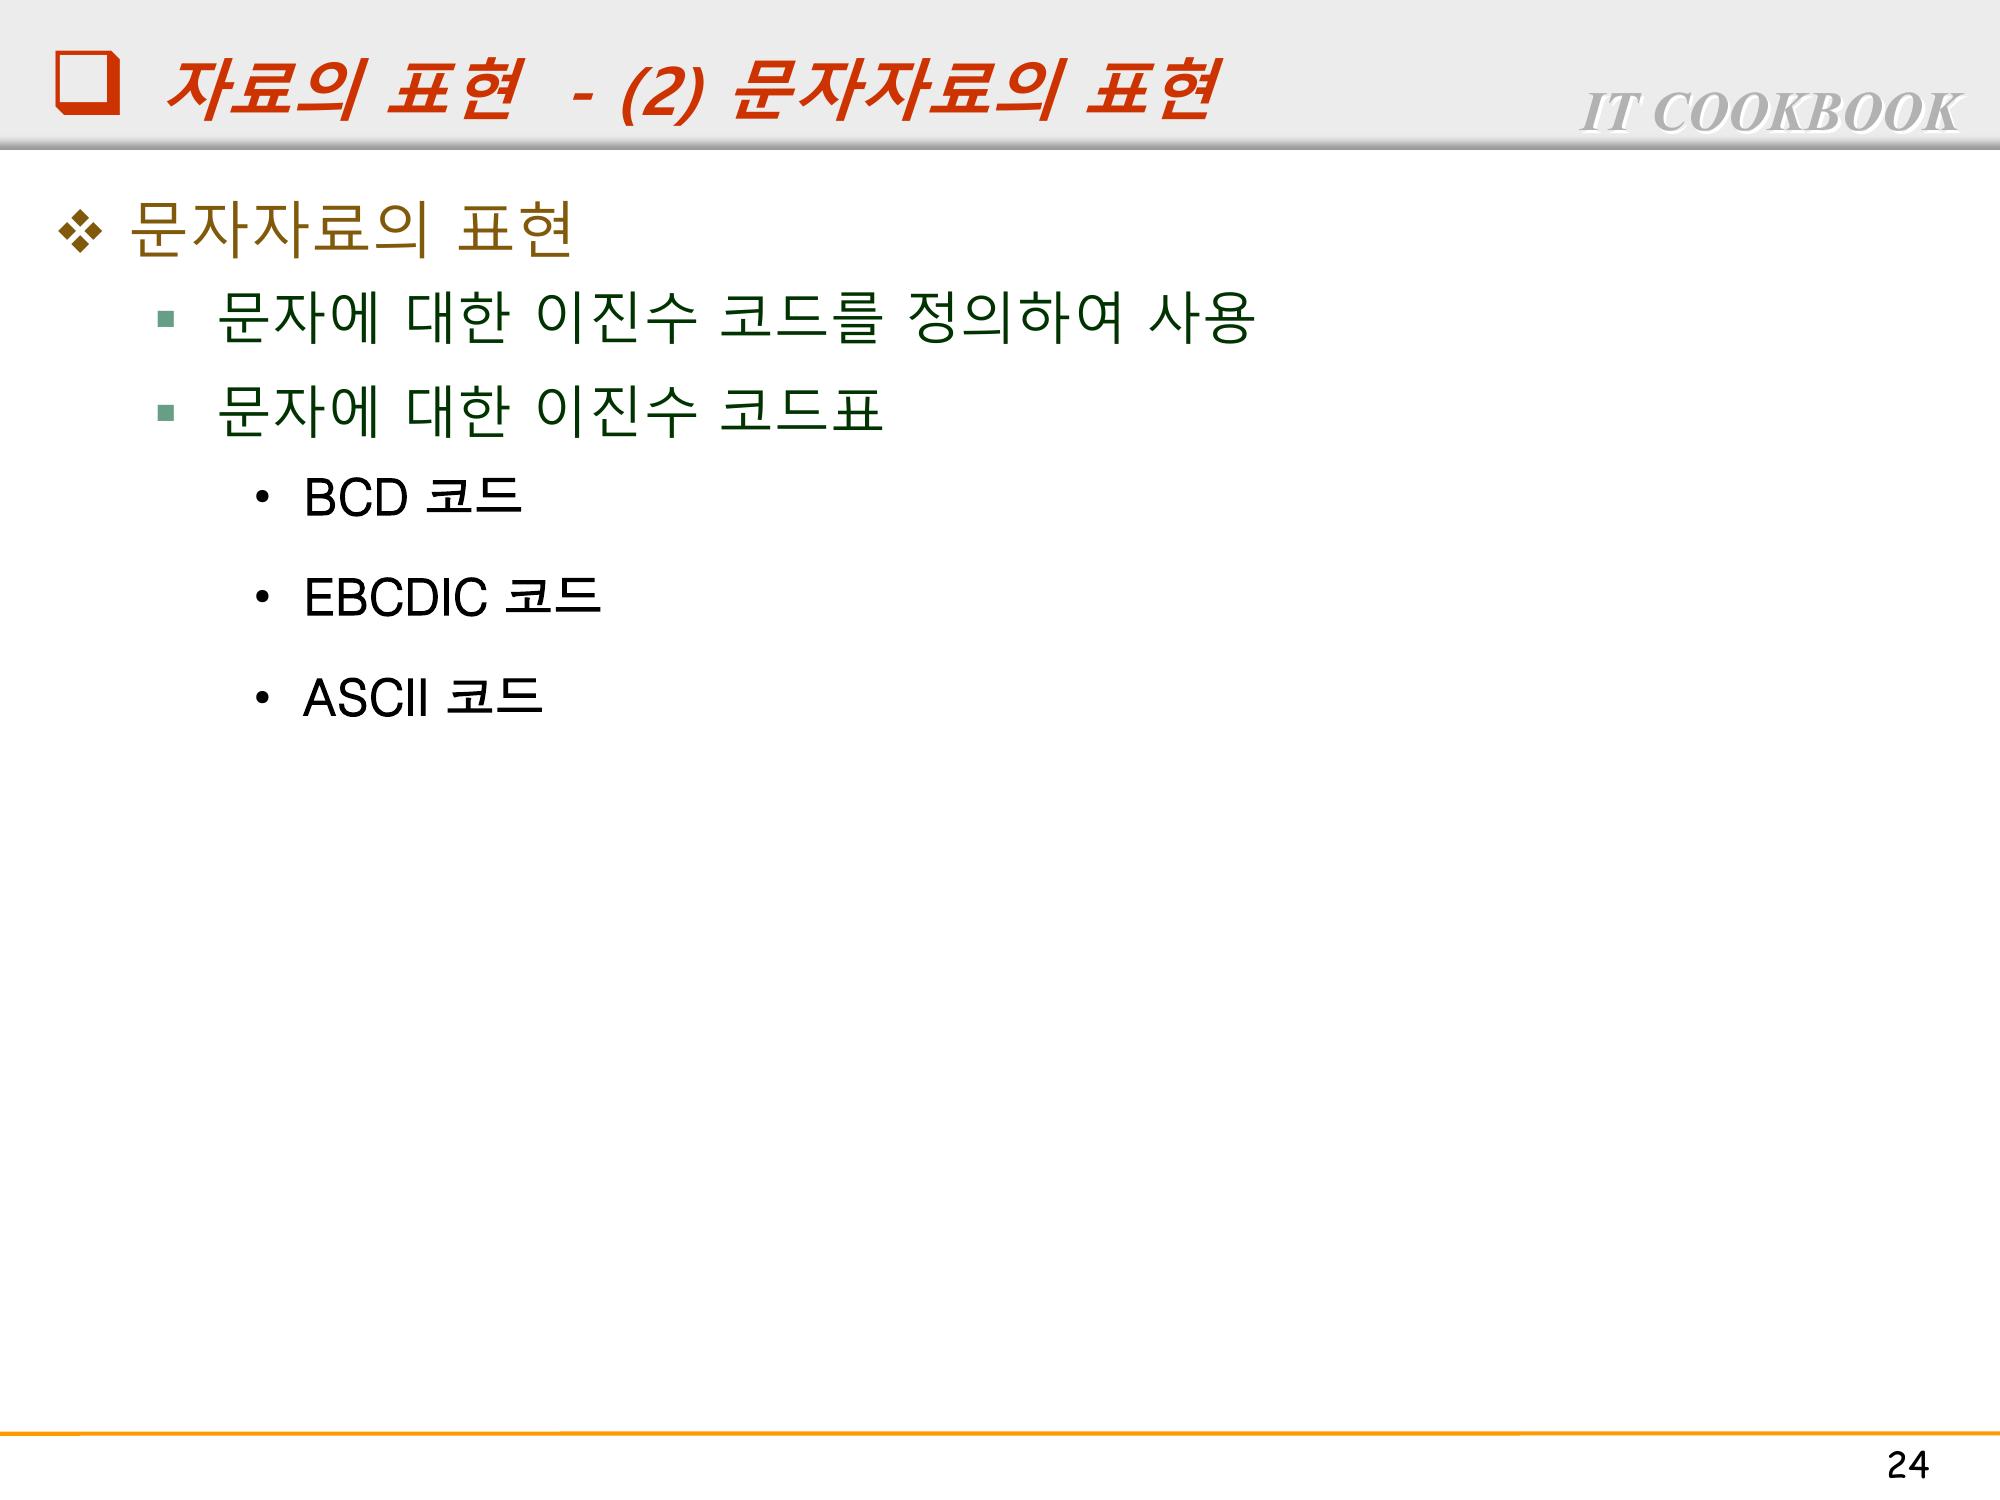 자료의 표현 - (2) 문자자료의 표현
IT COOKBOOK
문자자료의 표현
문자에 대한 이진수 코드를 정의하여 사용
문자에 대한 이진수 코드표
• BCD 코드
• EBCDIC 코드
• ASCII 코드
24